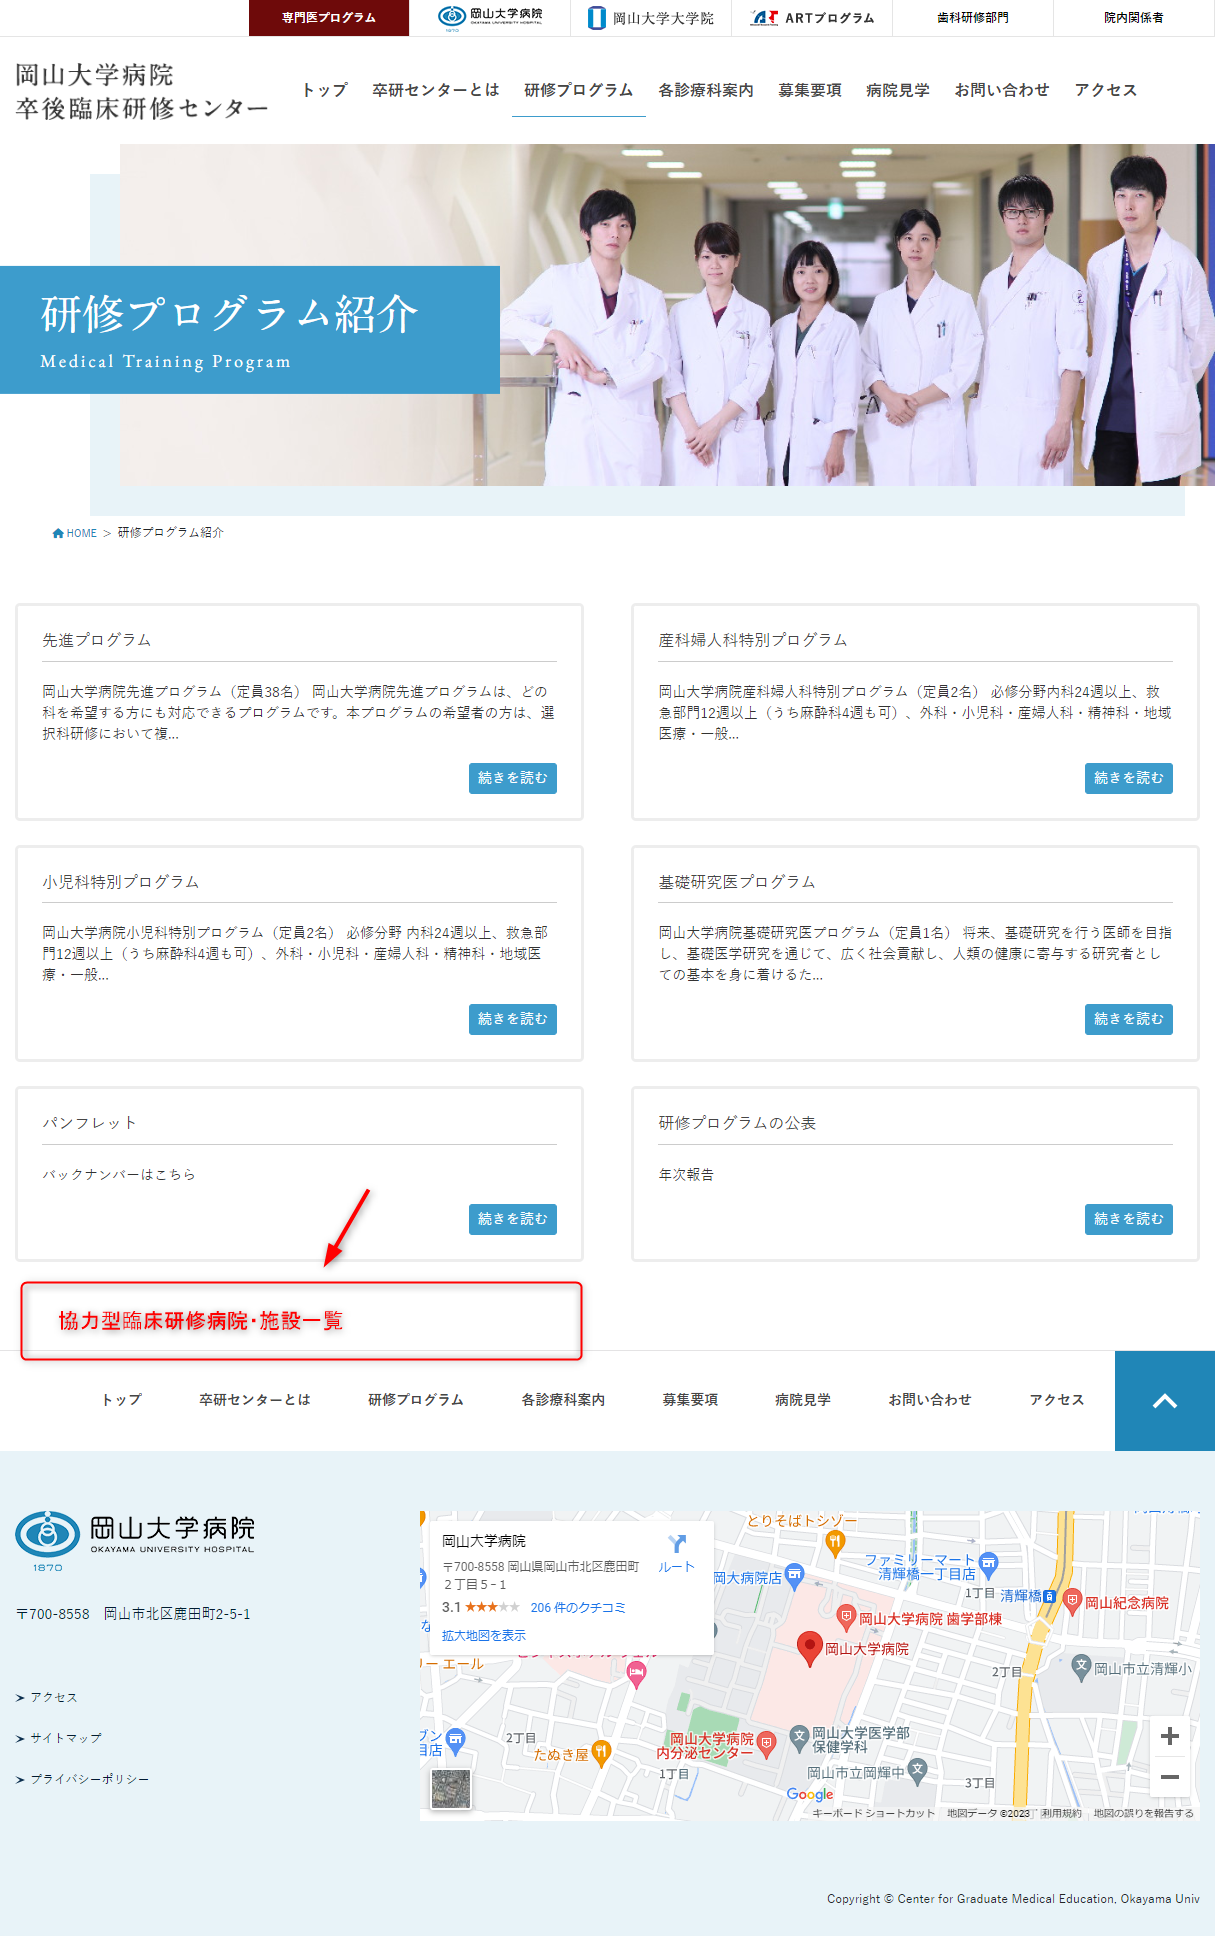 専門医プログラム
岡山大学病院
OKAYAMA UNIVERSITY HOSPITAL
1870
岡山大学大学院
ARTプログラム
歯科研修部門
院内関係者
岡山大学病院
卒後臨床研修センター
トップ
卒研センターとは
研修プログラム
各診療科案内
募集要項
病院見学
お問い合わせ
アクセス
研修プログラム紹介
Medical Training Program
HOME > 研修プログラム紹介
先進プログラム
岡山大学病院先進プログラム（定員38名） 岡山大学病院先進プログラムは、どの
科を希望する方にも対応できるプログラムです。本プログラムの希望者の方は、選
択科研修において複...
続きを読む
産科婦人科特別プログラム
岡山大学病院産科婦人科特別プログラム（定員2名） 必修分野内科24週以上、救
急部門12週以上（うち麻酔科4週も可）、外科・小児科・産婦人科・精神科・地域
医療・一般...
続きを読む
小児科特別プログラム
岡山大学病院小児科特別プログラム（定員2名） 必修分野 内科24週以上、救急部
門12週以上（うち麻酔科4週も可）、外科・小児科・産婦人科・精神科・地域医
療・一般...
続きを読む
基礎研究医プログラム
岡山大学病院基礎研究医プログラム（定員1名） 将来、基礎研究を行う医師を目指
し、基礎医学研究を通じて、広く社会貢献し、人類の健康に寄与する研究者とし
ての基本を身に着けるた...
続きを読む
パンフレット
バックナンバーはこちら
続きを読む
研修プログラムの公表
年次報告
続きを読む
協力型臨床研修病院・施設一覧
トップ
卒研センターとは
研修プログラム
各診療科案内
募集要項
病院見学
お問い合わせ
アクセス
岡山大学病院
OKAYAMA UNIVERSITY HOSPITAL
1870
〒700-8558 岡山市北区鹿田町2-5-1
アクセス
サイトマップ
プライバシーポリシー
岡山大学病院
〒700-8558 岡山県岡山市北区鹿田町
２丁目５−１
3.1
206 件のクチコミ
拡大地図を表示
ルート
とりそばトシゾー
ファミリーマート
清輝橋一丁目店
岡大病院店
1丁目
清輝橋
岡山紀念病院
岡山大学病院 歯学部棟
岡山大学病院
2丁目
岡山市立清輝小
エール
2丁目
たぬき屋
岡山大学病院
内分泌センター
1丁目
岡山大学医学部
保健学科
岡山市立岡輝中
3丁目
Google
キーボード ショートカット
地図データ ©2023
利用規約
地図の誤りを報告する
Copyright © Center for Graduate Medical Education, Okayama Univ